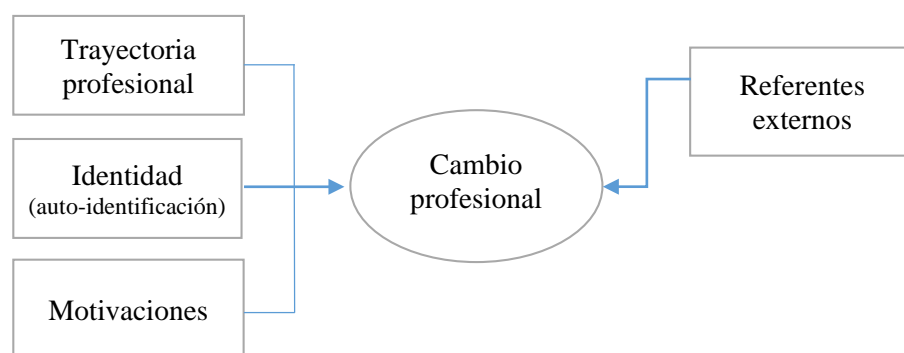 Trayectoria
profesional
Identidad
(auto-identificación)
Motivaciones
Cambio
profesional
Referentes
externos